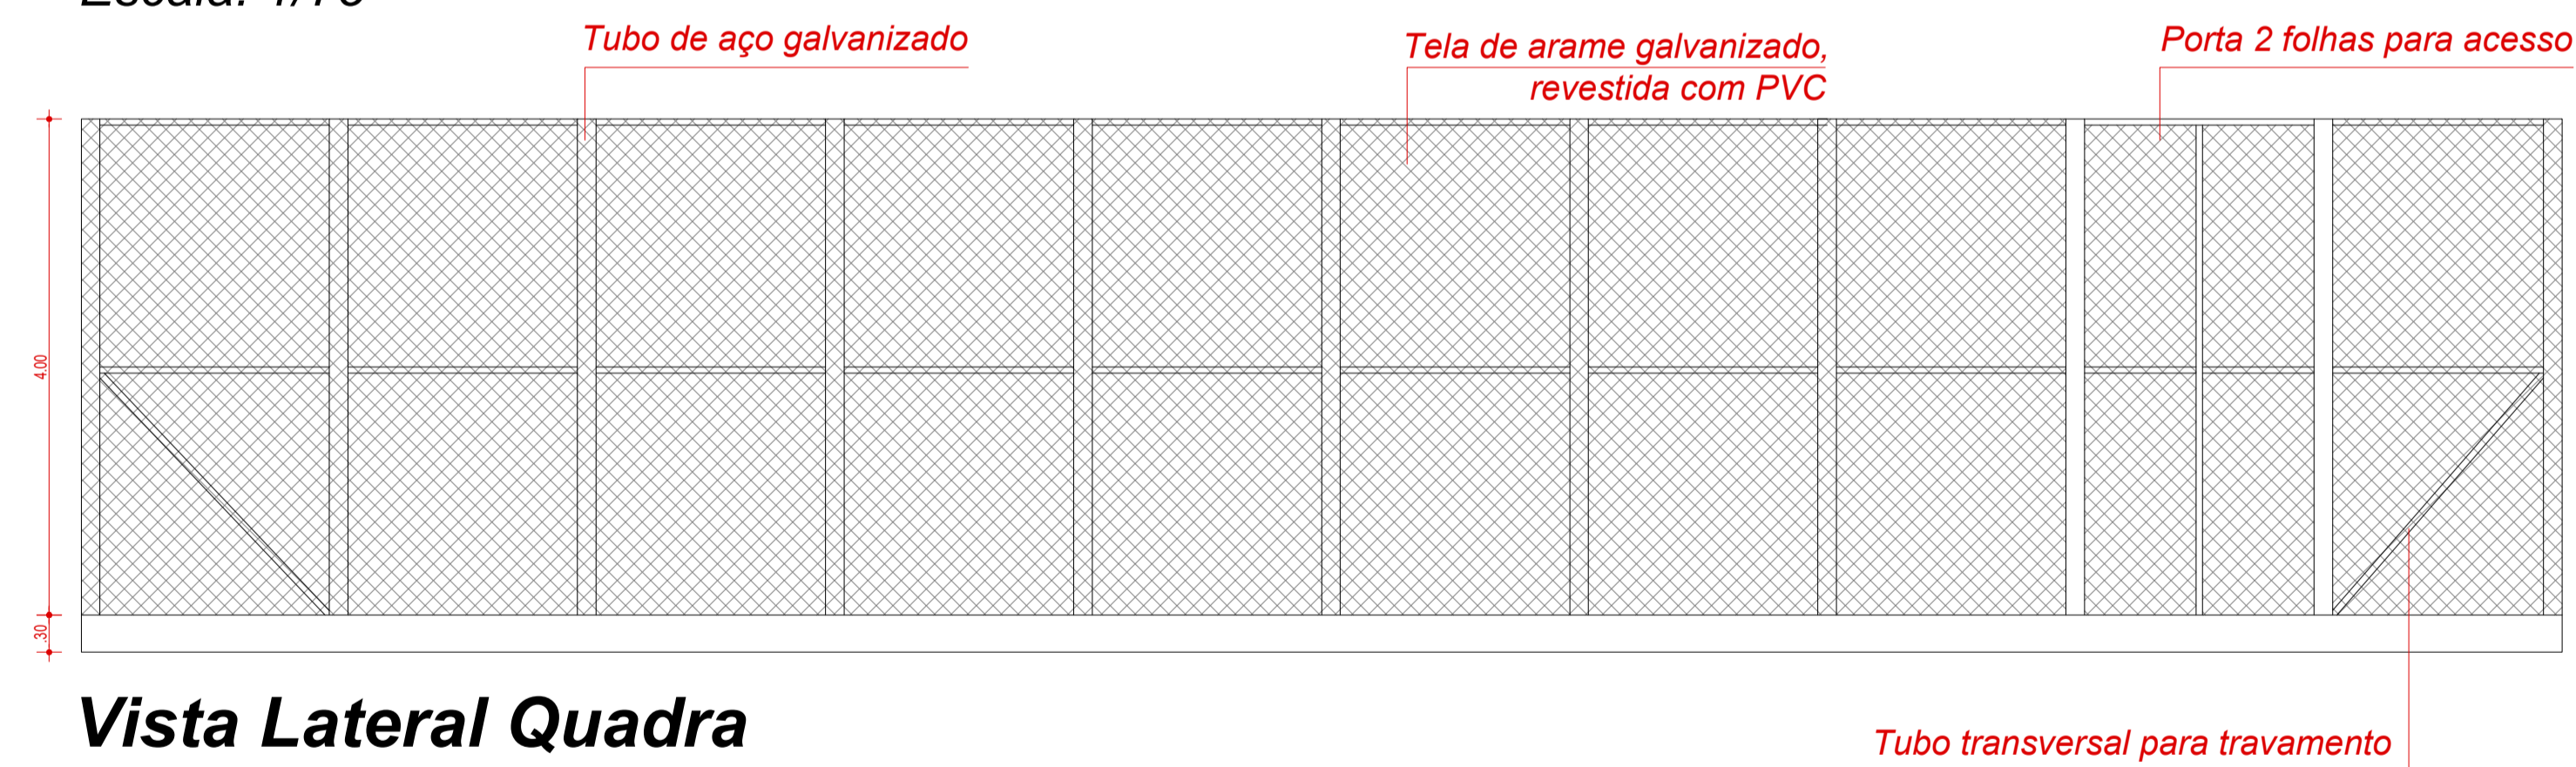 Tubo de aço galvanizado
Tela de arame galvanizado,
revestida com PVC
Porta 2 folhas para acesso
4.00
.30
Vista Lateral Quadra
Tubo transversal para travamento